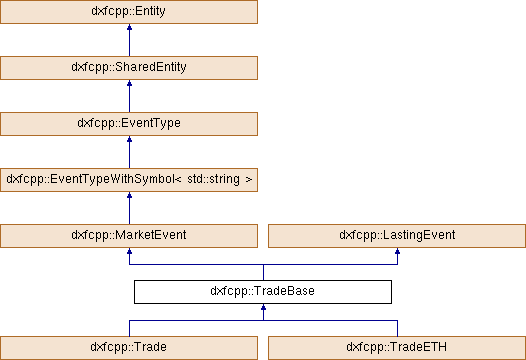 dxfcpp::Entity
dxfcpp::SharedEntity
dxfcpp::EventType
dxfcpp::EventTypeWithSymbol< std::string >
dxfcpp::MarketEvent
dxfcpp::LastingEvent
dxfcpp::TradeBase
dxfcpp::Trade
dxfcpp::TradeETH